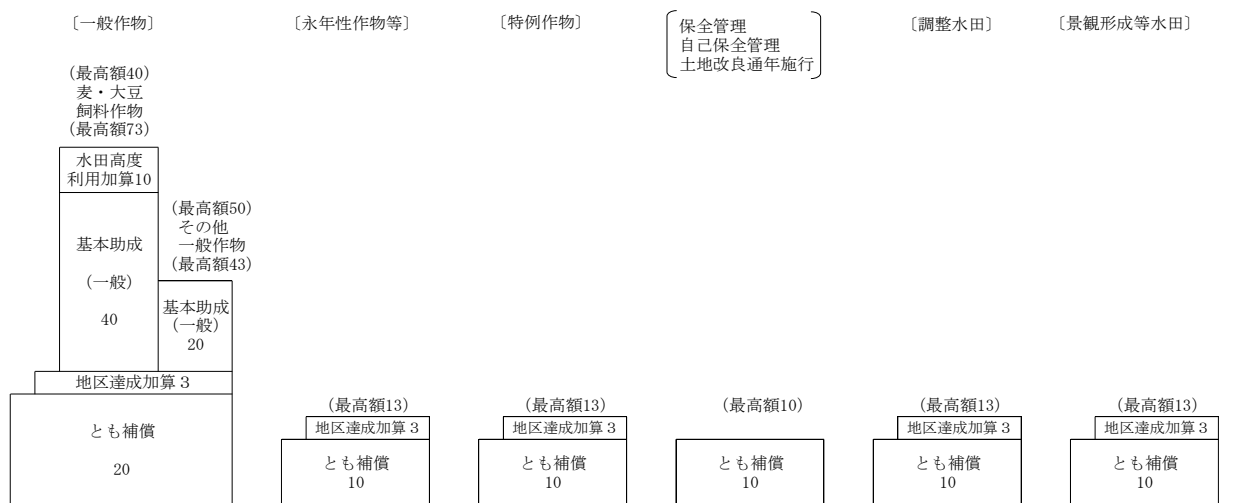 〔一般作物〕
(最高額40)
麦・大豆
飼料作物
(最高額73)
水田高度
利用加算10
基本助成
(一般)
40
(最高額50)
その他
一般作物
(最高額43)
基本助成
(一般)
20
地区達成加算3
とも補償
20
〔永年性作物等〕
(最高額13)
地区達成加算3
とも補償
10
〔特例作物〕
(最高額13)
地区達成加算3
とも補償
10
保全管理
自己保全管理
土地改良通年施行
(最高額10)
とも補償
10
〔調整水田〕
(最高額13)
地区達成加算3
とも補償
10
〔景観形成等水田〕
(最高額13)
地区達成加算3
とも補償
10